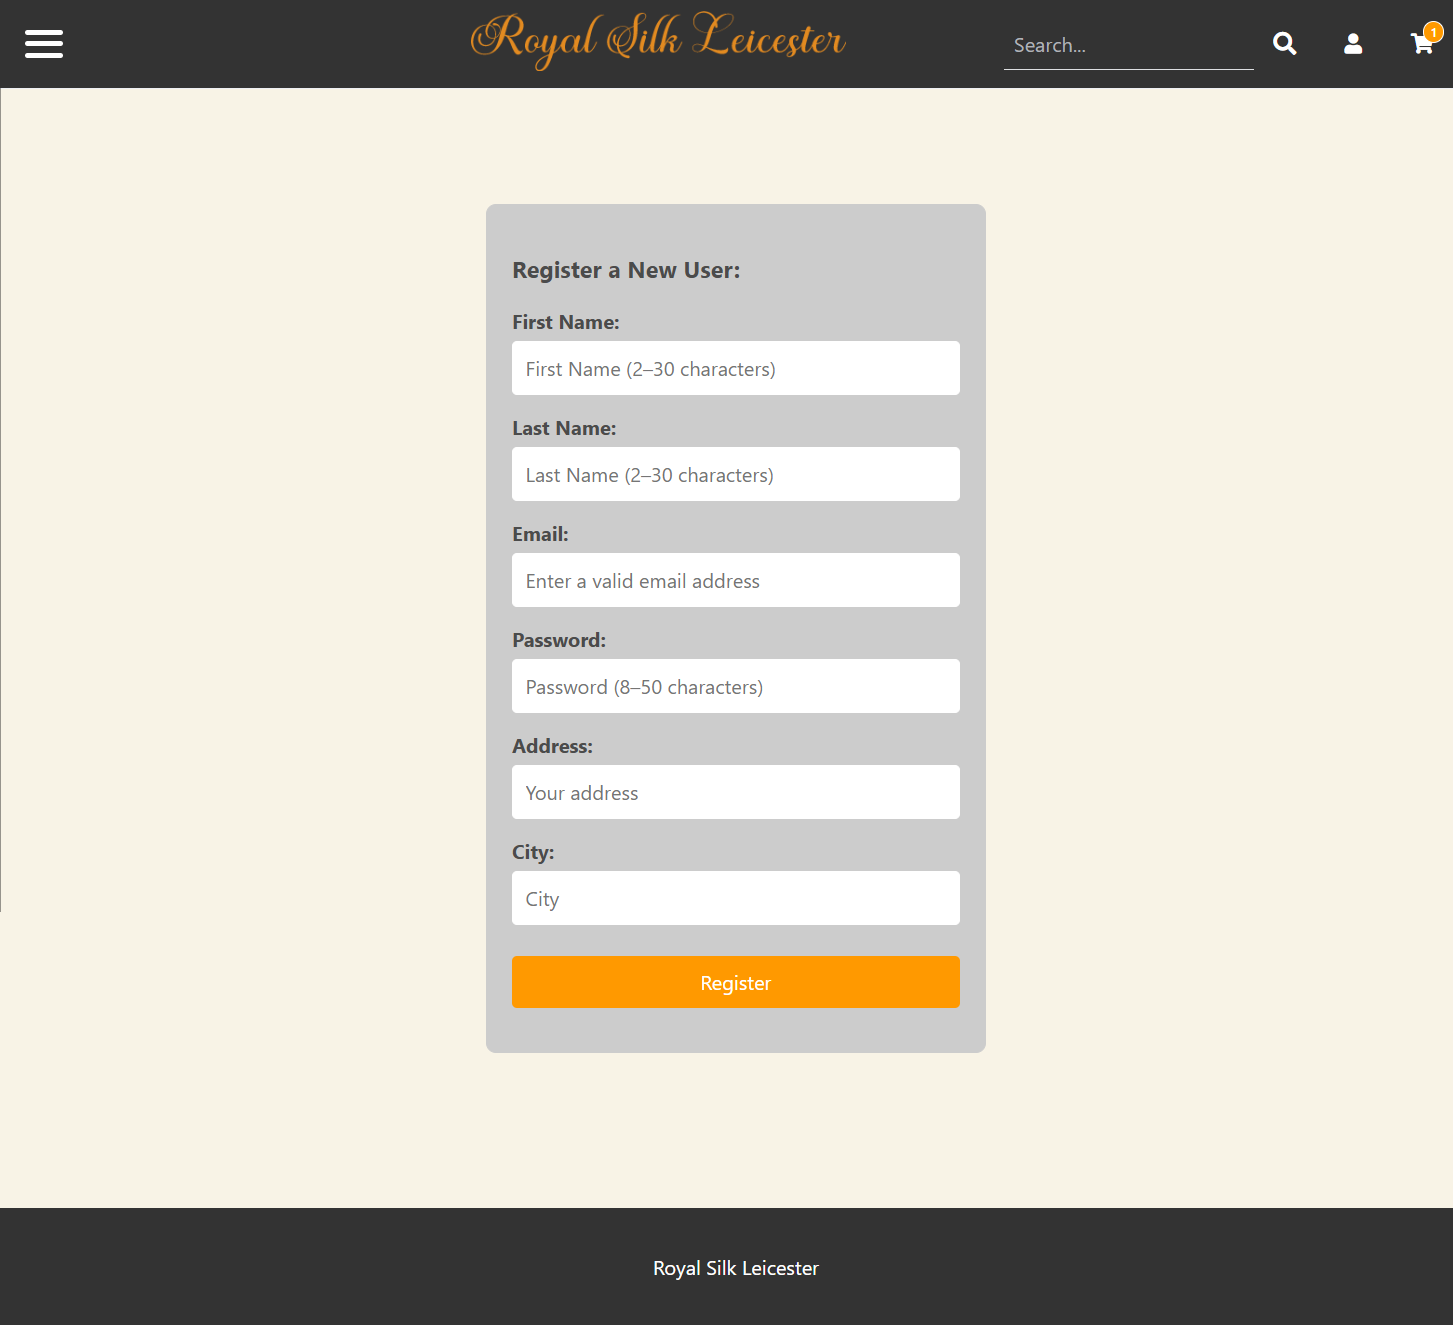 Royal Silk Leicester
Search...
1
Register a New User:
First Name:
First Name (2–30 characters)
Last Name:
Last Name (2–30 characters)
Email:
Enter a valid email address
Password:
Password (8–50 characters)
Address:
Your address
City:
City
Register
Royal Silk Leicester